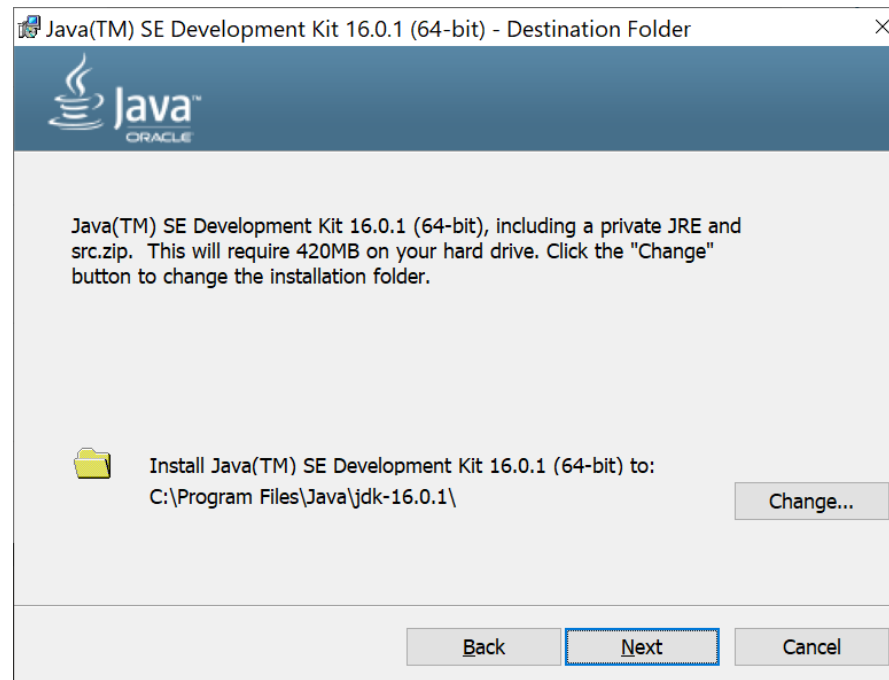 Java(TM) SE Development Kit 16.0.1 (64-bit) - Destination Folder
Java™
ORACLE
Java(TM) SE Development Kit 16.0.1 (64-bit), including a private JRE and
src.zip.  This will require 420MB on your hard drive. Click the "Change"
button to change the installation folder.
Install Java(TM) SE Development Kit 16.0.1 (64-bit) to:
C:\Program Files\Java\jdk-16.0.1\
Change...
Back
Next
Cancel